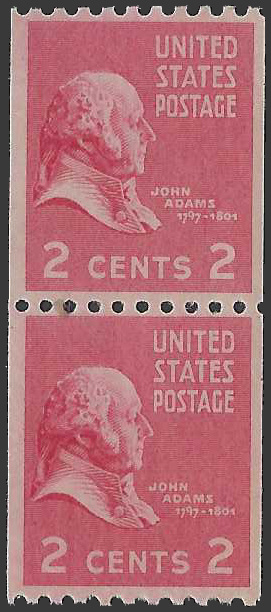 UNITED
STATES
POSTAGE
JOHN
ADAMS
1797-1801
2 CENTS 2
UNITED
STATES
POSTAGE
JOHN
ADAMS
1797-1801
2 CENTS 2